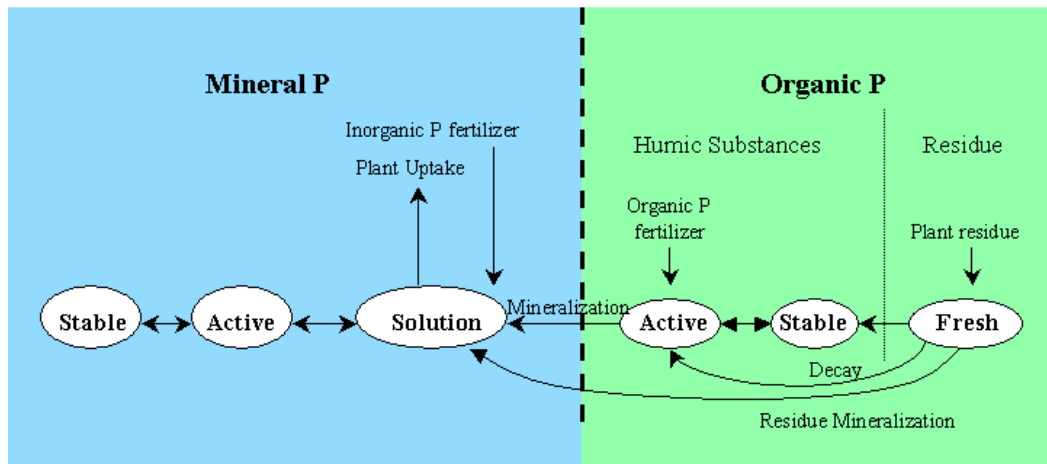 Mineral P
Organic P
Inorganic P fertilizer
Plant Uptake
Humic Substances
Residue
Organic P
fertilizer
Plant residue
Stable
Active
Solution
Mineralization
Active
Stable
Fresh
Decay
Residue Mineralization